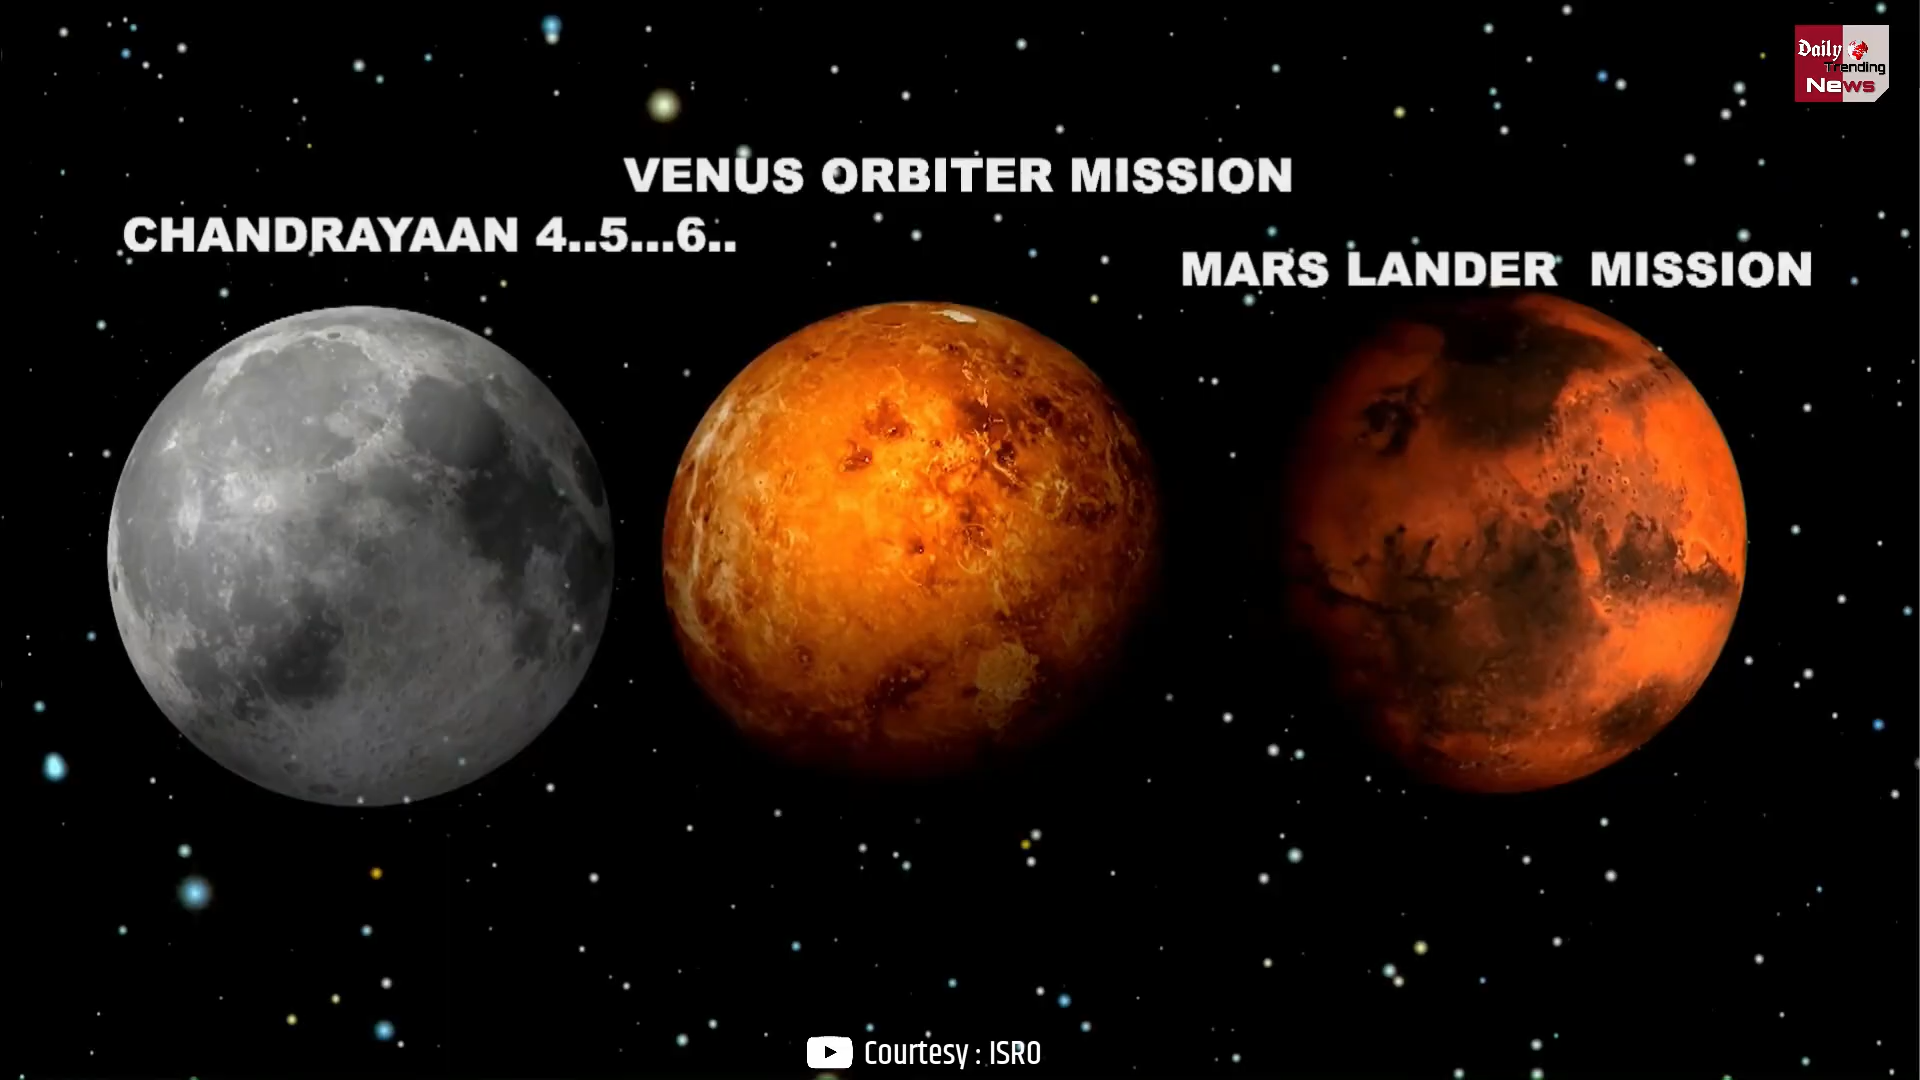 Daily
Trending
News
VENUS ORBITER MISSION
CHANDRAYAAN 4..5...6..
MARS LANDER  MISSION
Courtesy : ISRO